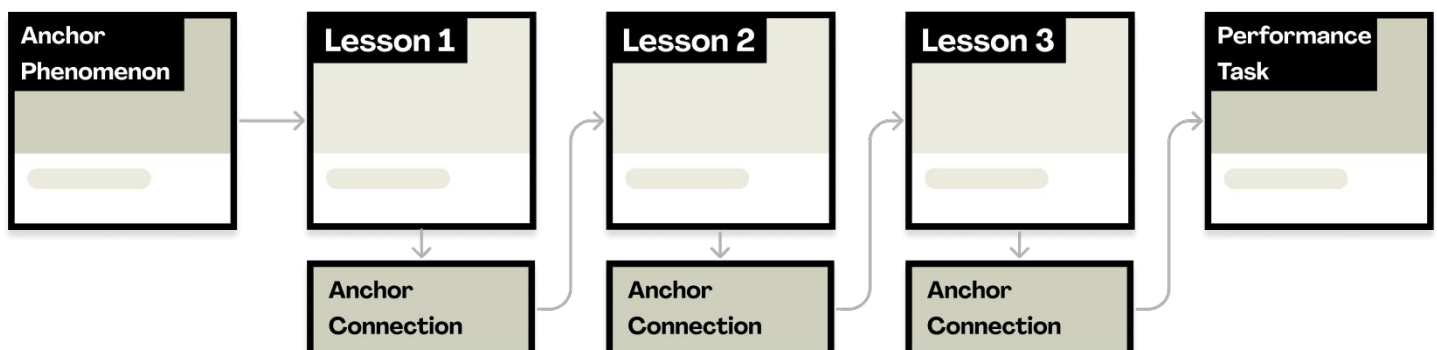 Anchor
Phenomenon
Lesson 1
Lesson 2
Lesson 3
Performance
Task
Anchor
Connection
Anchor
Connection
Anchor
Connection